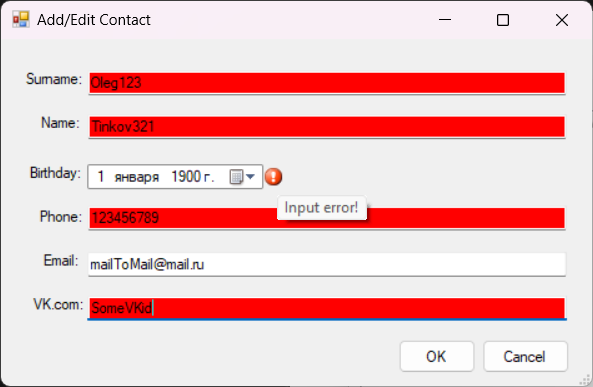 Add/Edit Contact
Surname: Oleg123
Name: Tinkov321
Birthday: 1 января 1900 г.
Input error!
Phone: 123456789
Email: mailToMail@mail.ru
VK.com: SomeVKid
OK Cancel